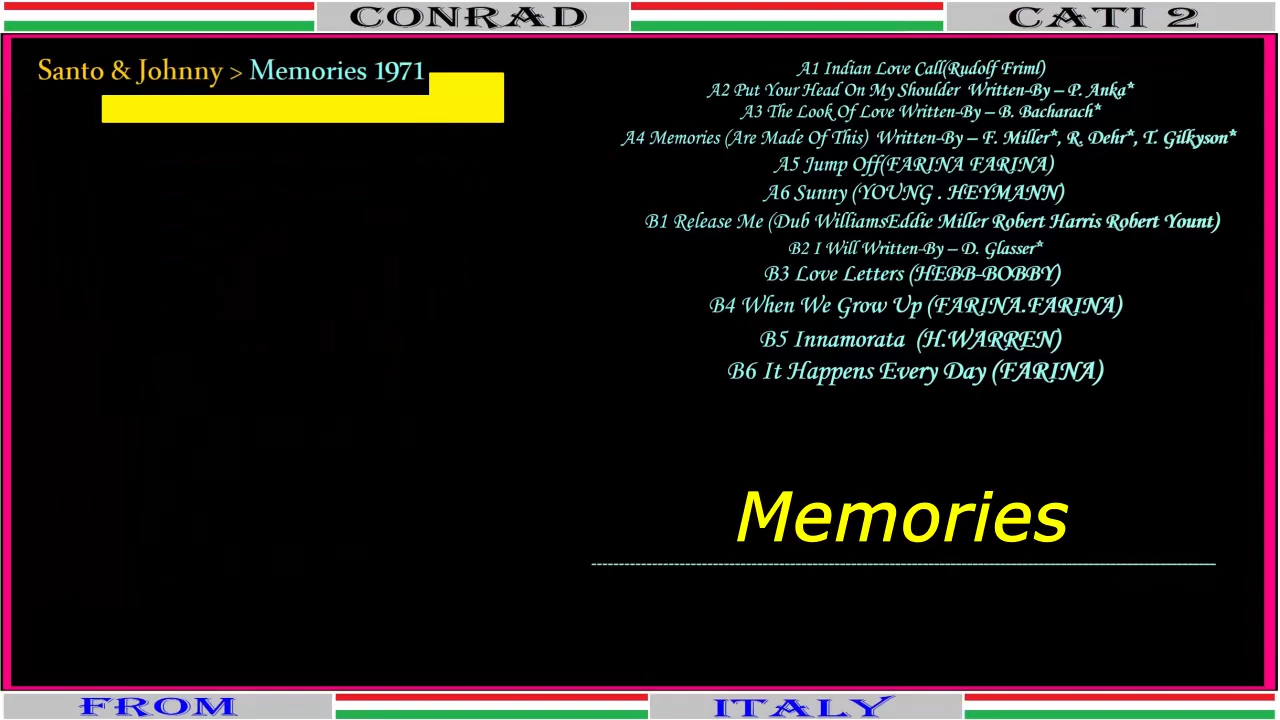 CONRAD
CATI 2
Santo & Johnny > Memories 1971
A1 Indian Love Call(Rudolf Friml)
A2 Put Your Head On My Shoulder Written-By – P. Anka*
A3 The Look Of Love Written-By – B. Bacharach*
A4 Memories (Are Made Of This) Written-By – F. Miller*, R. Dehr*, T. Gilkyson*
A5 Jump Off(FARINA FARINA)
A6 Sunny (YOUNG . HEYMANN)
B1 Release Me (Dub WilliamsEddie Miller Robert Harris Robert Yount)
B2 I Will Written-By – D. Glasser*
B3 Love Letters (HEBB-BOBBY)
B4 When We Grow Up (FARINA.FARINA)
B5 Innamorata (H.WARREN)
B6 It Happens Every Day (FARINA)
Memories
FROM
ITALY